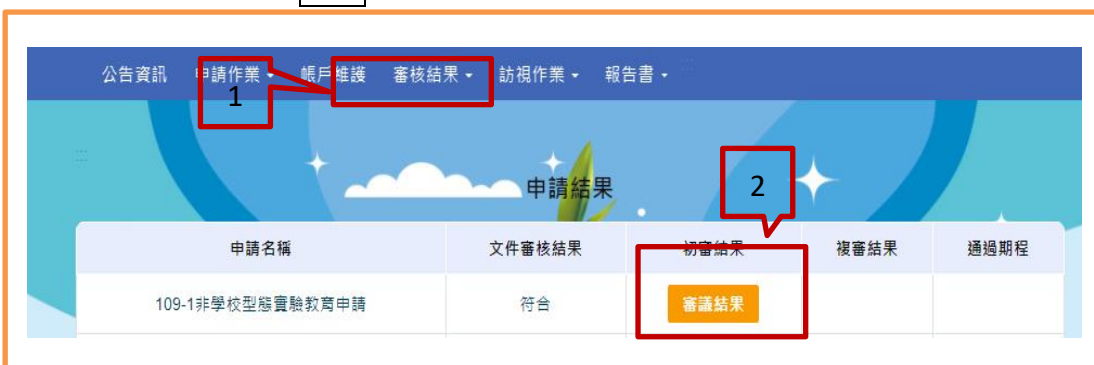 公告資訊 申請作業 帳戶維護 審核結果 訪視作業 報告書
1
申請結果
2
申請名稱 文件審核結果 初審結果 複審結果 通過期程
109-1非學校型態實驗教育申請 符合 審議結果